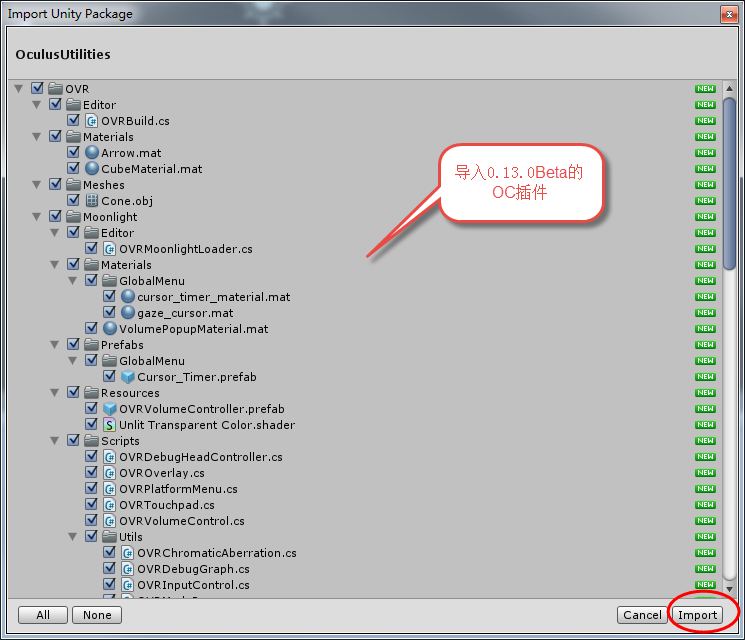 Import Unity Package
OculusUtilities
OVR NEW
Editor NEW
OVRBuild.cs NEW
Materials NEW
Arrow.mat NEW
CubeMaterial.mat NEW
导入0.13.0Beta的
OC插件
Meshes NEW
Cone.obj NEW
Moonlight NEW
Editor NEW
OVRMoonlightLoader.cs NEW
Materials NEW
GlobalMenu NEW
cursor_timer_material.mat NEW
gaze_cursor.mat NEW
VolumePopupMaterial.mat NEW
Prefabs NEW
GlobalMenu NEW
Cursor_Timer.prefab NEW
Resources NEW
OVRVolumeController.prefab NEW
Unlit Transparent Color.shader NEW
Scripts NEW
OVRDebugHeadController.cs NEW
OVROverlay.cs NEW
OVRPlatformMenu.cs NEW
OVRTouchpad.cs NEW
OVRVolumeControl.cs NEW
Utils NEW
OVRChromaticAberration.cs NEW
OVRDebugGraph.cs NEW
OVRInputControl.cs NEW
All None Cancel Import